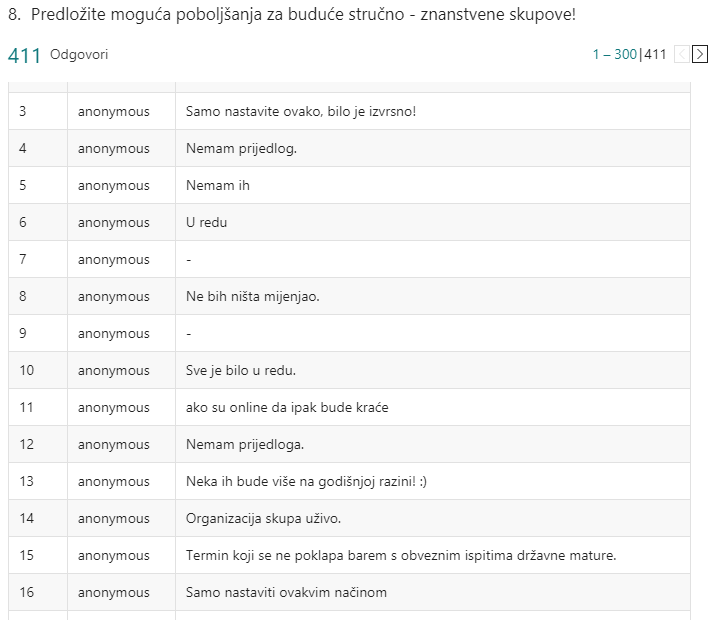 8. Predložite moguća poboljšanja za buduće stručno - znanstvene skupove!
411 Odgovori
1 – 300|411
3 anonymous Samo nastavite ovako, bilo je izvrsno!
4 anonymous Nemam prijedlog.
5 anonymous Nemam ih
6 anonymous U redu
7 anonymous -
8 anonymous Ne bih ništa mijenjao.
9 anonymous -
10 anonymous Sve je bilo u redu.
11 anonymous ako su online da ipak bude kraće
12 anonymous Nemam prijedloga.
13 anonymous Neka ih bude više na godišnjoj razini! :)
14 anonymous Organizacija skupa uživo.
15 anonymous Termin koji se ne poklapa barem s obveznim ispitima državne mature.
16 anonymous Samo nastaviti ovakvim načinom